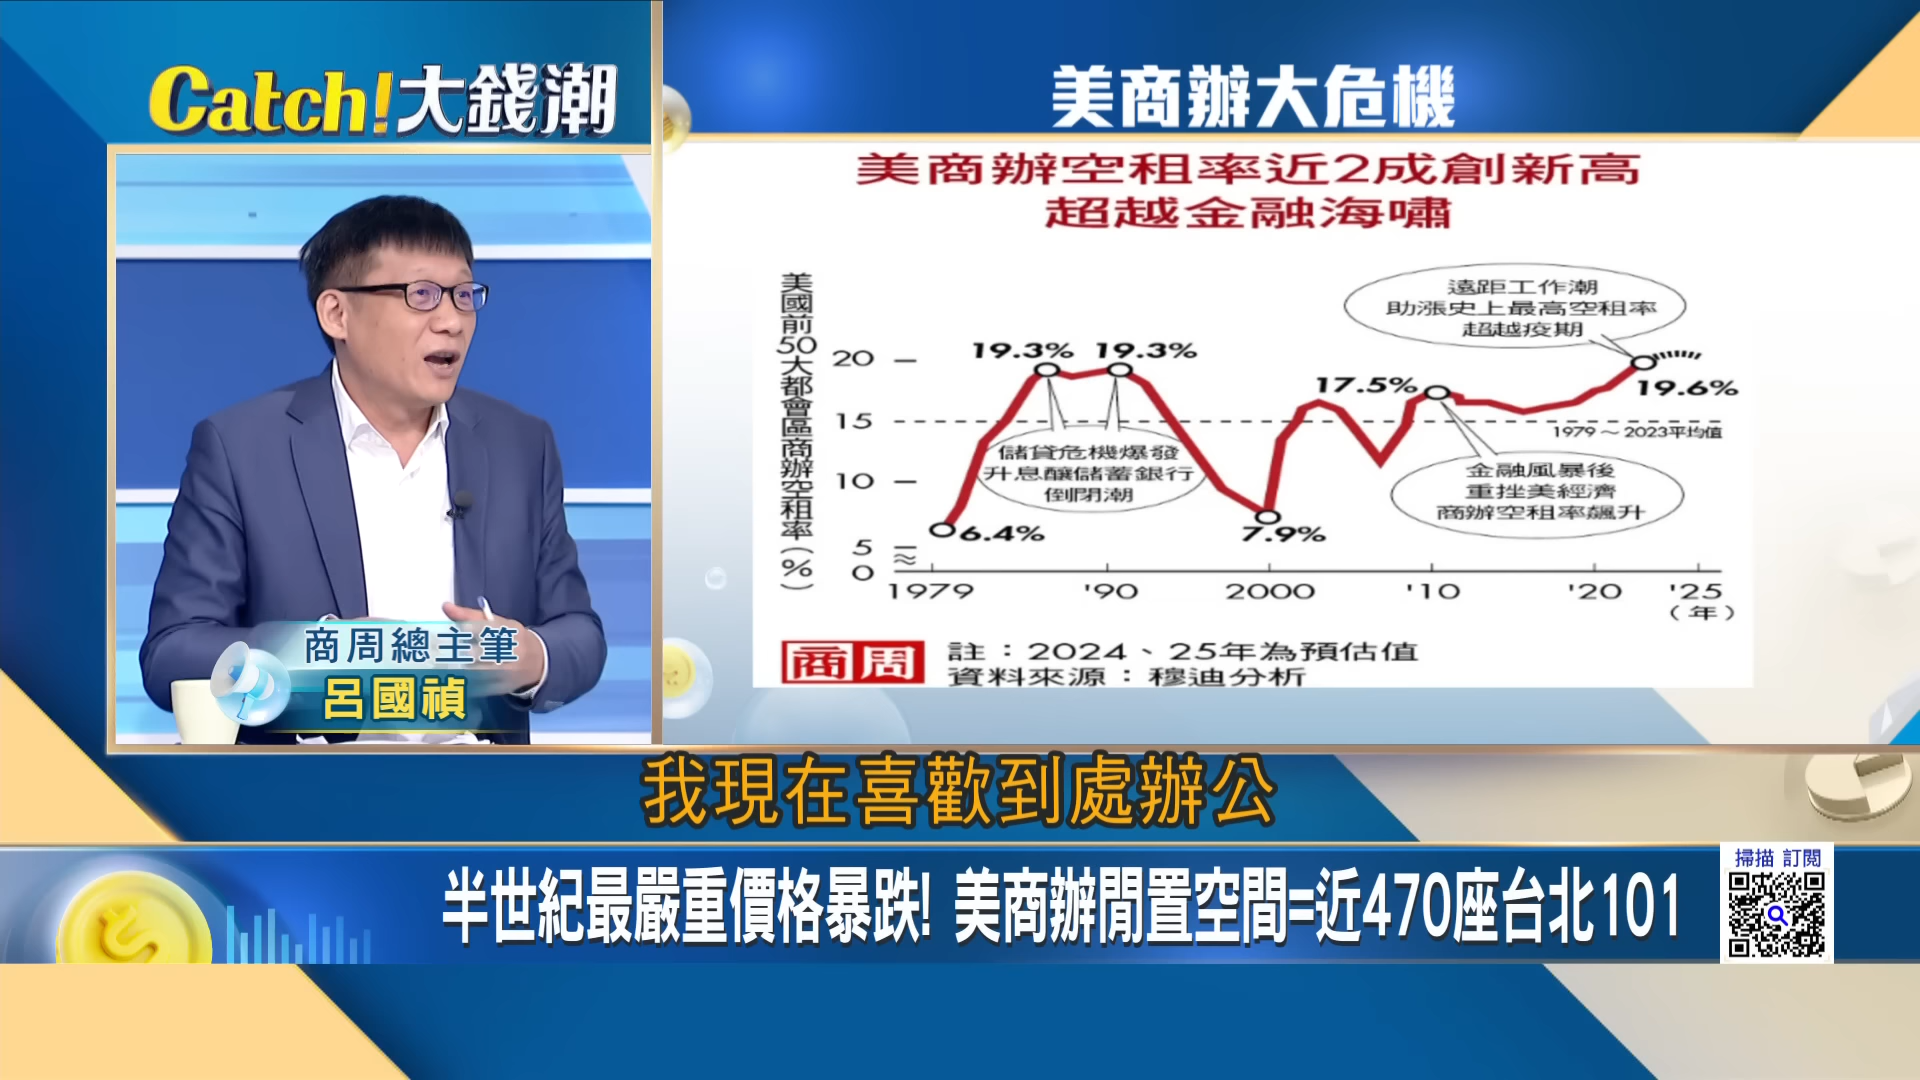 Catch!大錢潮
美商辦大危機
美商辦空租率近2成創新高
超越金融海嘯
美國前50大都會區商辦空租率(%)
遠距工作潮
助漲史上最高空租率
超越疫期
20
15
10
5
0
19.3%
19.3%
17.5%
19.6%
1979～2023平均值
儲貸危機爆發
升息釀儲蓄銀行
倒閉潮
金融風暴後
重挫美經濟
商辦空租率飆升
6.4%
7.9%
1979
'90
2000
'10
'20
'25
(年)
商周
註：2024、25年為預估值
資料來源：穆迪分析
商周總主筆
呂國禎
我現在喜歡到處辦公
半世紀最嚴重價格暴跌! 美商辦閒置空間=近470座台北101
掃描 訂閱